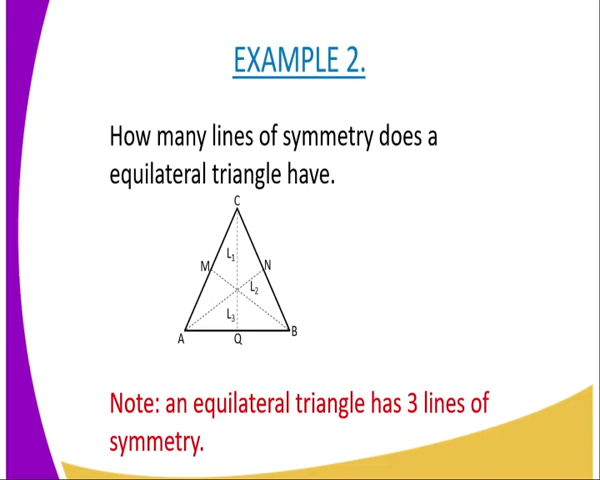 EXAMPLE 2.
How many lines of symmetry does a
equilateral triangle have.
C
L₁
M
N
L₂
L₃
A
Q
B
Note: an equilateral triangle has 3 lines of
symmetry.